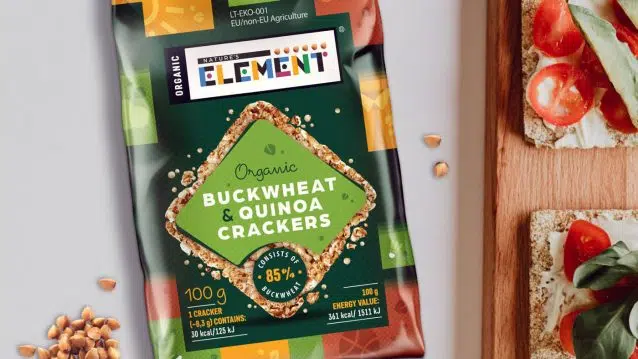 LT-EKO-001
EU/non-EU Agriculture
ORGANIC
NATURE'S
ELEMENT
®
Organic
BUCKWHEAT
& QUINOA
CRACKERS
CONSISTS OF
85%
BUCKWHEAT
100g
1 CRACKER
(~8,3 g) CONTAINS:
30 kcal/125 kJ
100 g
ENERGY VALUE:
361 kcal/ 1511 kJ